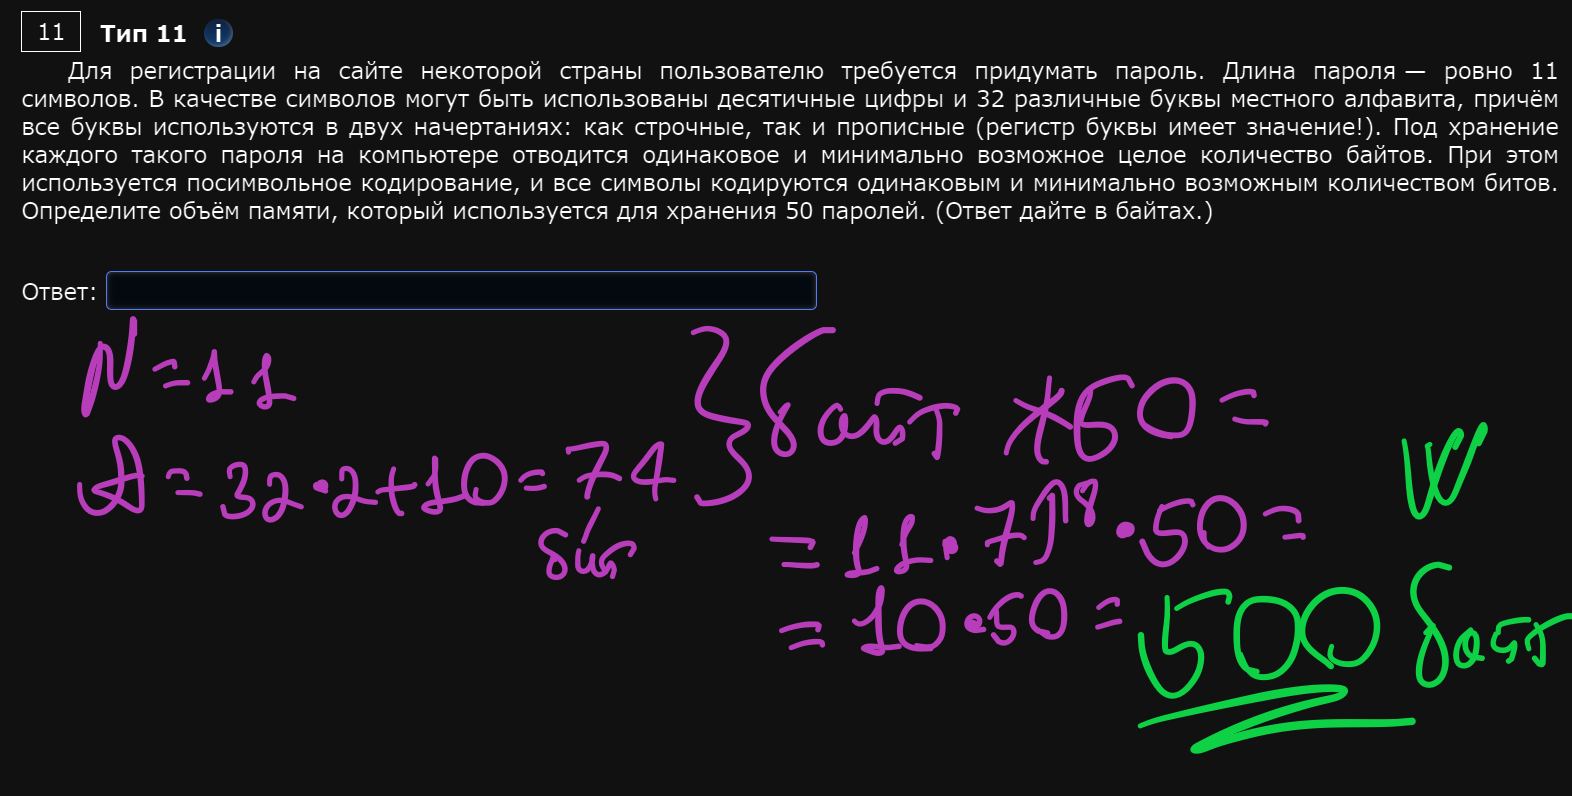 11 Тип 11 i
Для регистрации на сайте некоторой страны пользователю требуется придумать пароль. Длина пароля — ровно 11
символов. В качестве символов могут быть использованы десятичные цифры и 32 различные буквы местного алфавита, причём
все буквы используются в двух начертаниях: как строчные, так и прописные (регистр буквы имеет значение!). Под хранение
каждого такого пароля на компьютере отводится одинаковое и минимально возможное целое количество байтов. При этом
используется посимвольное кодирование, и все символы кодируются одинаковым и минимально возможным количеством битов.
Определите объём памяти, который используется для хранения 50 паролей. (Ответ дайте в байтах.)
Ответ:
N = 11
A = 32·2+10 = 74
бит
} байт *50 =
= 11·7/8·50 =
= 10·50 = 500 байт
W